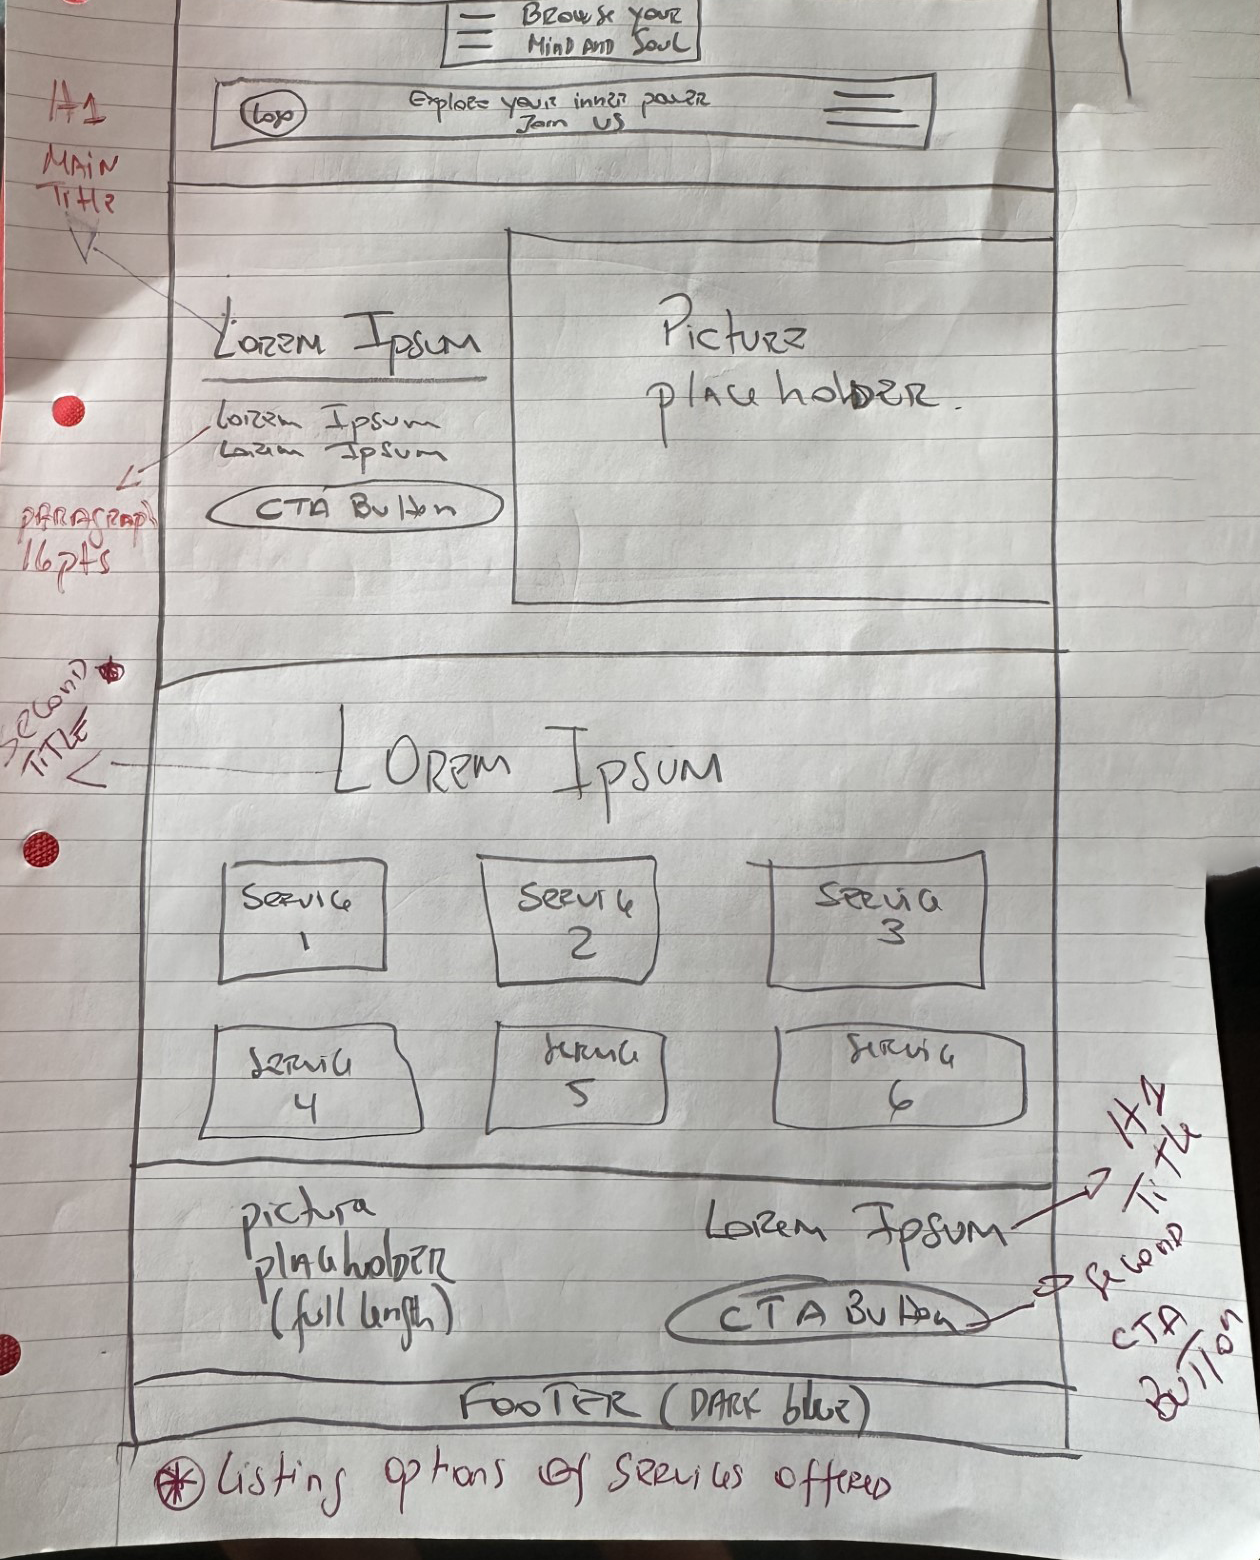 Browse your
Mind and Soul
Logo
Explore your inner power
Join us
H1
Main
Title
Lorem Ipsum
Lorem Ipsum
Lorem Ipsum
CTA Button
Picture
placeholder.
paragraph
16pts
Second
Title
Lorem Ipsum
Service
1
Service
2
Service
3
Service
4
Service
5
Service
6
pictura
placeholder
(full length)
Lorem Ipsum
CTA Button
Title
Second
CTA
Button
Footer (Dark blue)
Listing options of services offered